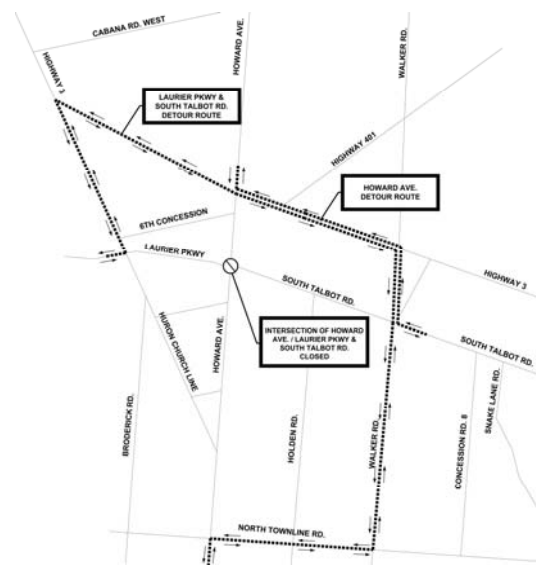 CABANA RD. WEST
HOWARD AVE.
WALKER RD.
HIGHWAY 3
LAURIER PKWY &
SOUTH TALBOT RD.
DETOUR ROUTE
HIGHWAY 401
HOWARD AVE.
DETOUR ROUTE
6TH CONCESSION
LAURIER PKWY
HIGHWAY 3
SOUTH TALBOT RD.
INTERSECTION OF HOWARD
AVE. / LAURIER PKWY &
SOUTH TALBOT RD.
CLOSED
SOUTH TALBOT RD.
HURON CHURCH LINE
HOWARD AVE.
BRODERICK RD.
HOLDEN RD.
WALKER RD.
CONCESSION RD. 8
SNAKE LANE RD.
NORTH TOWNLINE RD.